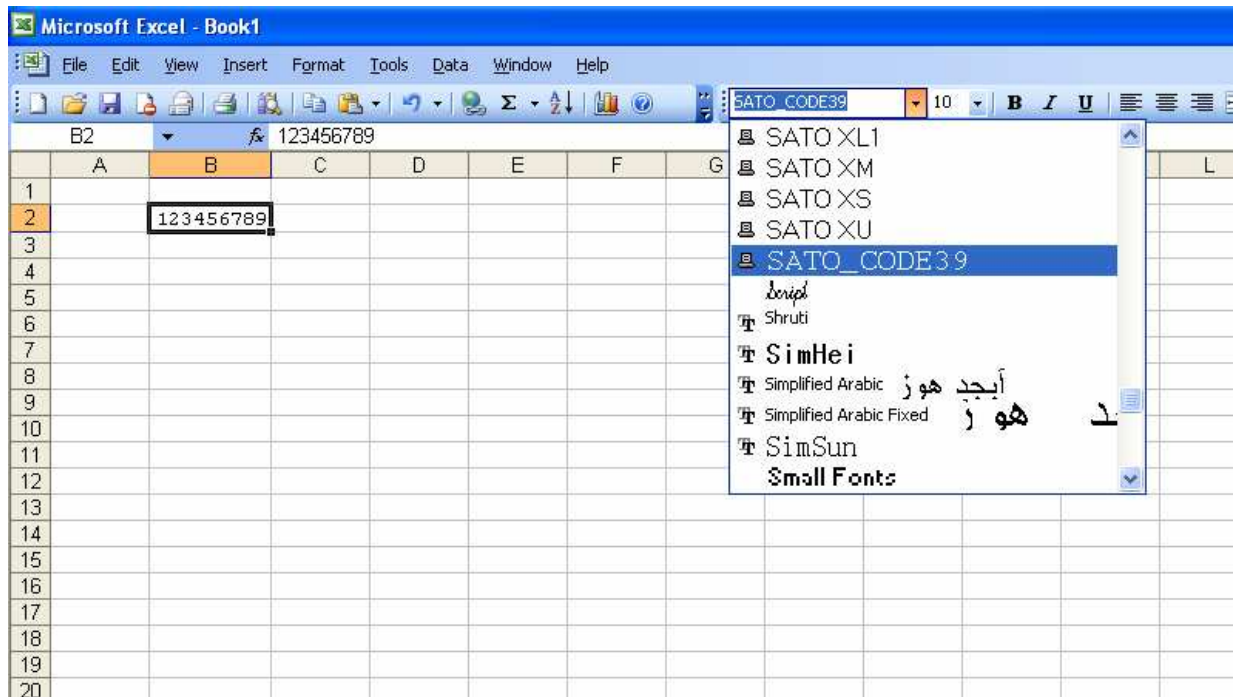 Microsoft Excel - Book1
File Edit View Insert Format Tools Data Window Help
SATO_CODE39 10 B I U
B2 fx 123456789
A B C D E F G L
1
2 123456789
3
4
5
6
7
8
9
10
11
12
13
14
15
16
17
18
19
20
SATO XL1
SATO XM
SATO XS
SATO XU
SATO_CODE39
Script
Shruti
SimHei
Simplified Arabic أبجد هوز
Simplified Arabic Fixed هوز
SimSun
Small Fonts